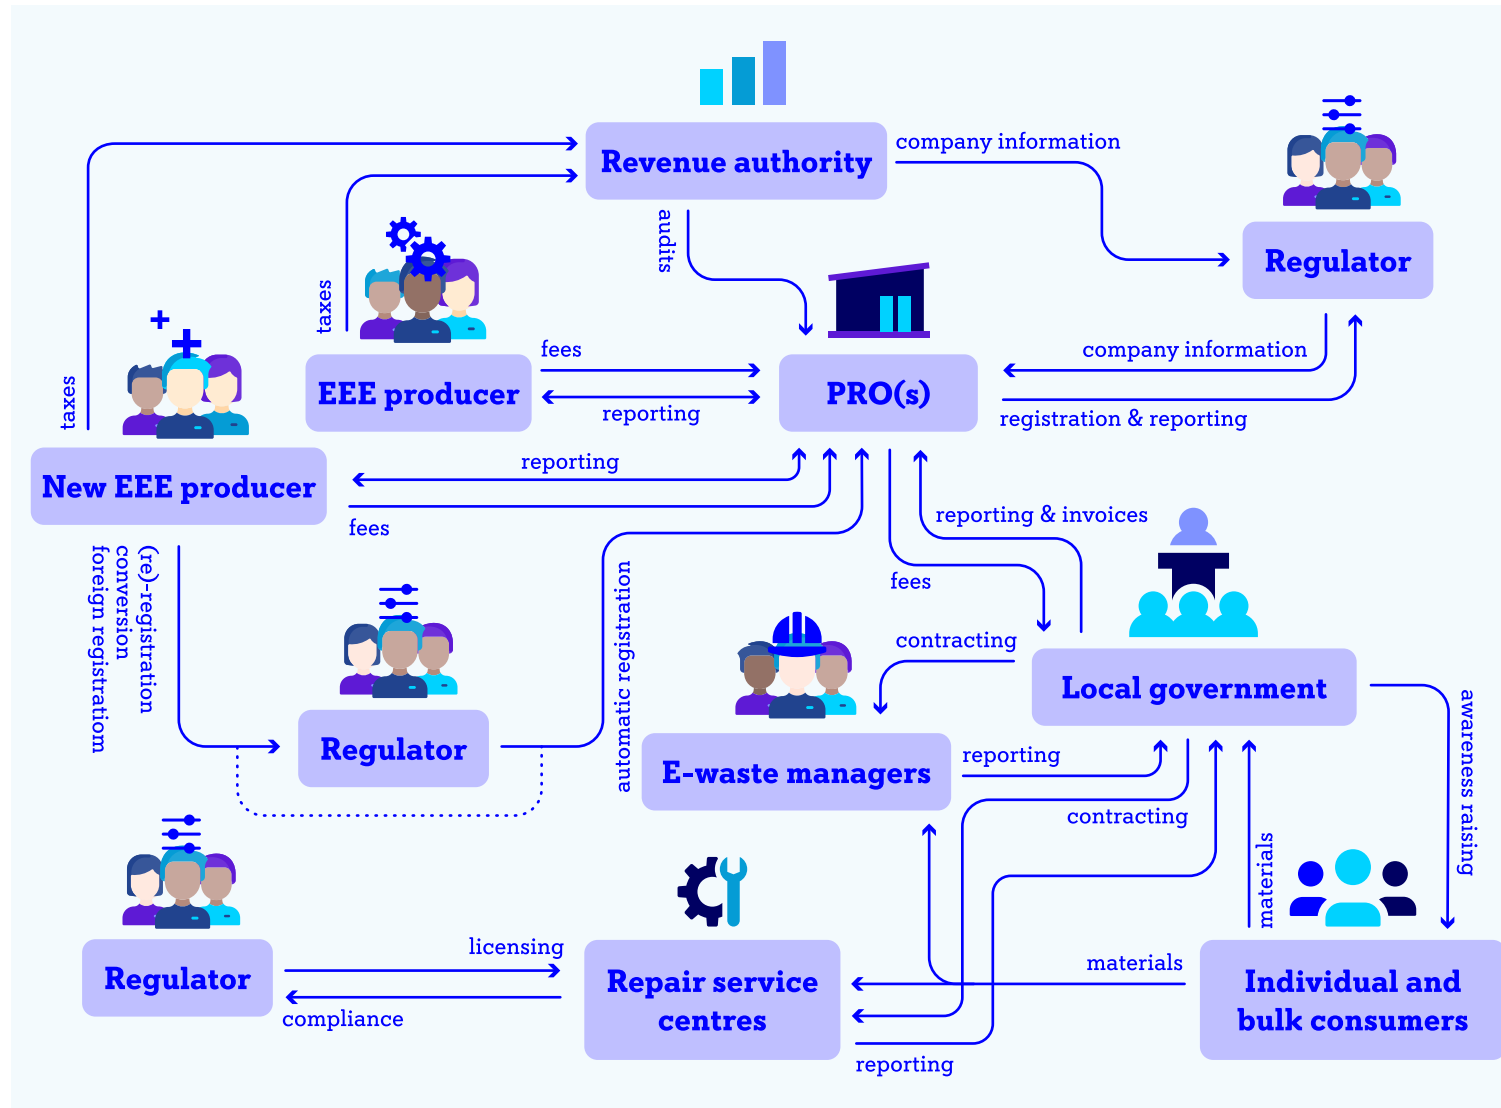 Revenue authority
company information
Regulator
audits
taxes
taxes
EEE producer
fees
reporting
PRO(s)
company information
registration & reporting
New EEE producer
reporting
fees
reporting & invoices
fees
(re)-registration
conversion
foreign registratiom
Regulator
automatic registration
contracting
Local government
E-waste managers
reporting
contracting
awareness raising
materials
Regulator
licensing
compliance
Repair service
centres
materials
reporting
Individual and
bulk consumers